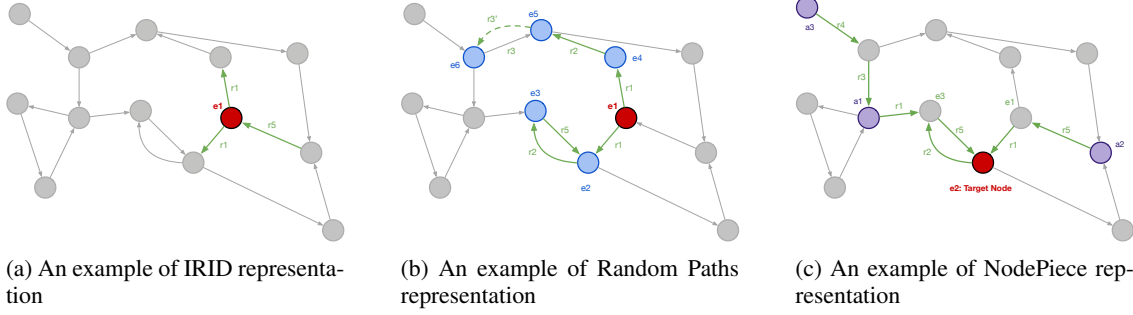 r1
e1
r5
r1
(a) An example of IRID representa-
tion
r3'
e5
r3
r2
e6
e4
e3
r1
e1
r5
r2
r1
e2
(b) An example of Random Paths
representation
r4
a3
r3
a1
r1
e3
e1
r5
r5
r2
r1
a2
e2: Target Node
(c) An example of NodePiece rep-
resentation